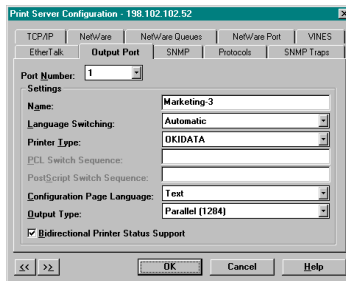 Print Server Configuration - 198.102.102.52
TCP/IP NetWare NetWare Queues NetWare Port VINES
EtherTalk Output Port SNMP Protocols SNMP Traps
Port Number: 1
Settings
Name: Marketing-3
Language Switching: Automatic
Printer Type: OKIDATA
PCL Switch Sequence:
PostScript Switch Sequence:
Configuration Page Language: Text
Output Type: Parallel (1284)
Bidirectional Printer Status Support
<< >> OK Cancel Help